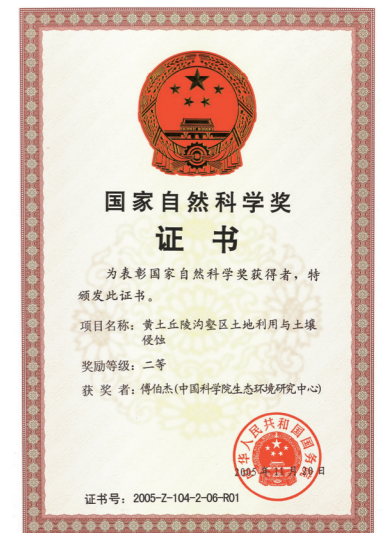 国家自然科学奖
证书
为表彰国家自然科学奖获得者，特
颁发此证书。
项目名称：黄土丘陵沟壑区土地利用与土壤
侵蚀
奖励等级：二等
获奖者：傅伯杰(中国科学院生态环境研究中心)
中华人民共和国国务院
2005年11月20日
证书号：2005-Z-104-2-06-R01